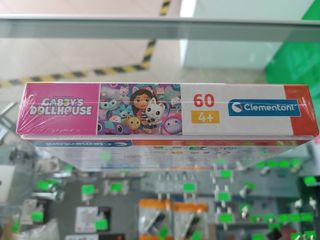 GABBY'S
DOLLHOUSE
60
4+
Clementoni